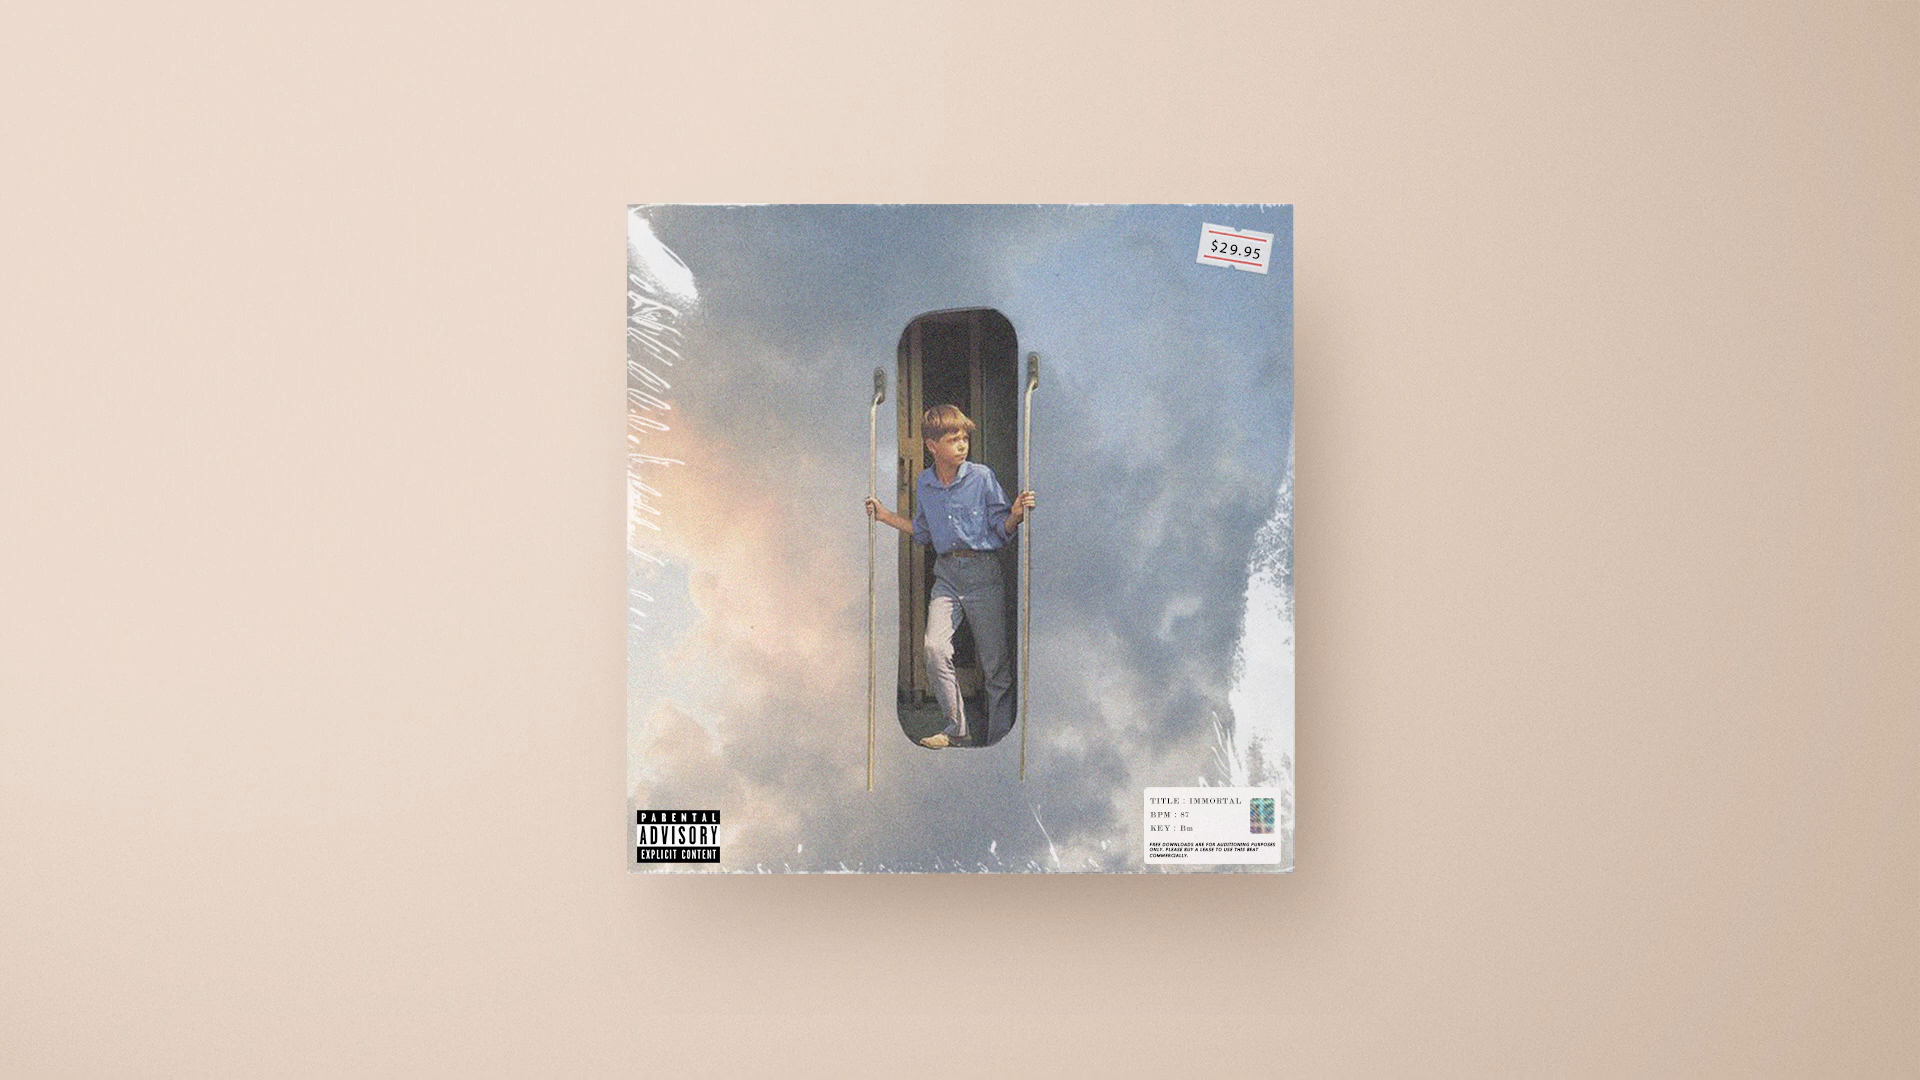 $29.95
PARENTAL
ADVISORY
EXPLICIT CONTENT
TITLE : IMMORTAL
BPM : 87
KEY : Bm
FREE DOWNLOADS ARE FOR AUDITIONING PURPOSES
ONLY. PLEASE BUY A LEASE TO USE THIS BEAT
COMMERCIALLY.